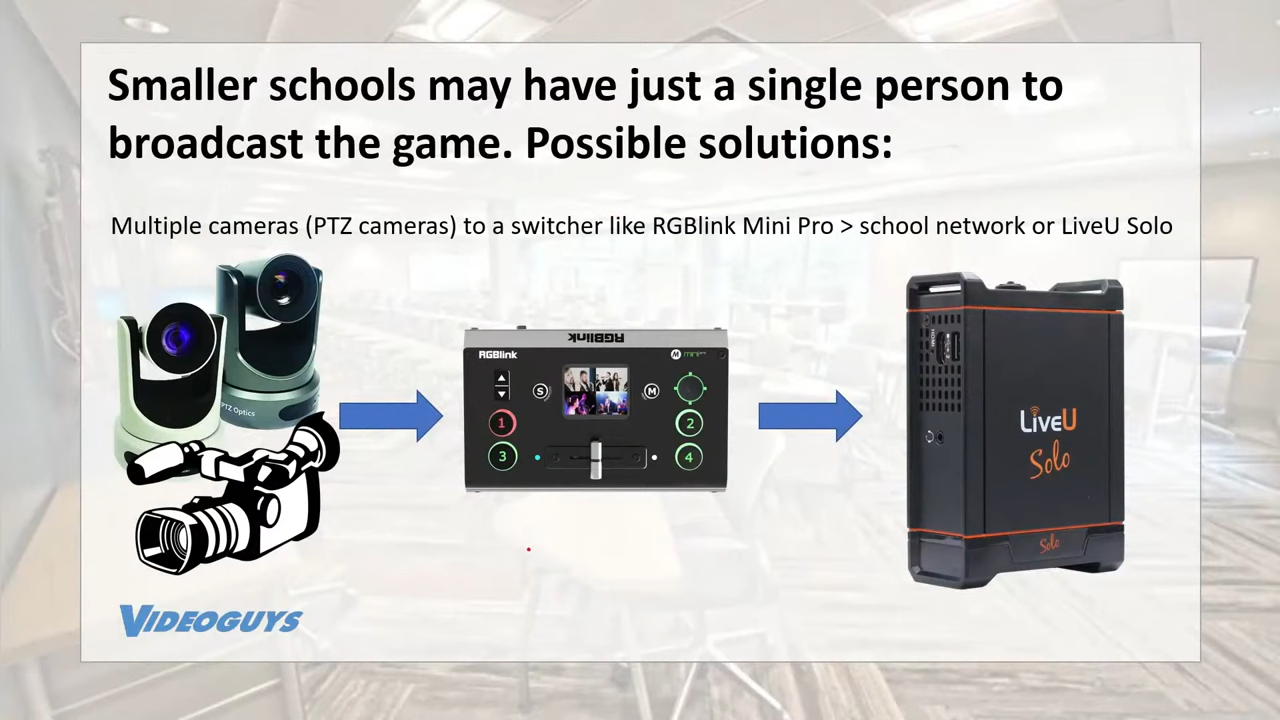 Smaller schools may have just a single person to
broadcast the game. Possible solutions:
Multiple cameras (PTZ cameras) to a switcher like RGBlink Mini Pro > school network or LiveU Solo
PTZ Optics
RGBlink
RGBlink
M mini
S
M
1
2
3
4
HDMI
LiveU
Solo
Solo
VIDEOGUYS